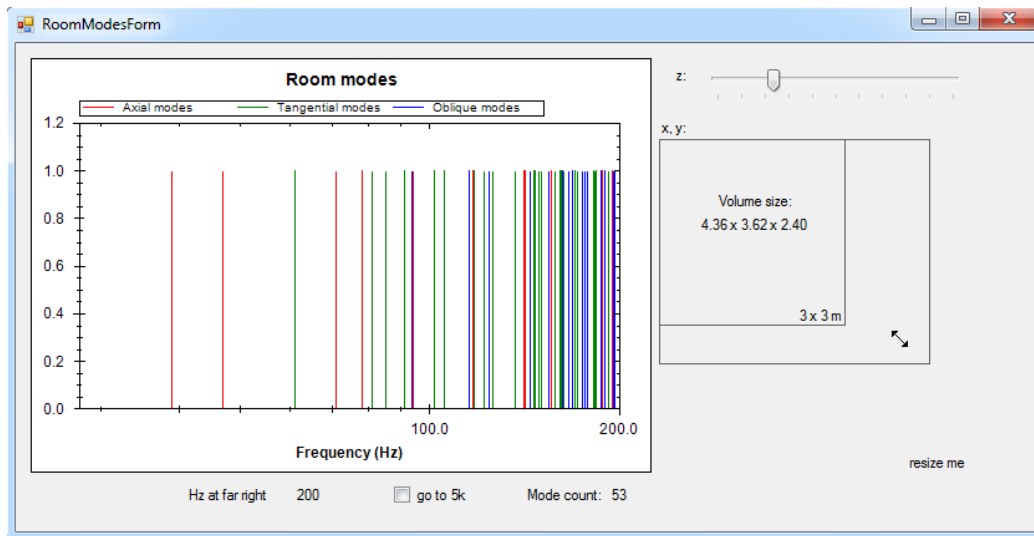 RoomModesForm
Room modes
Axial modes Tangential modes Oblique modes
1.2
1.0
0.8
0.6
0.4
0.2
0.0
100.0 200.0
Frequency (Hz)
Hz at far right 200 go to 5k Mode count: 53
z:
x, y:
Volume size:
4.36 x 3.62 x 2.40
3 x 3 m
resize me